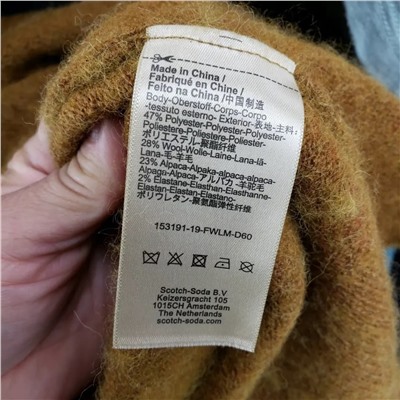 Made in China /
Fabriqué en Chine /
Feito na China /中国制造
Body-Oberstoff-Corps-Corpo
-tessuto esterno- Exterior-表地-主料:
47% Polyester-Polyester-Polyester-
Polyestere-Poliestere-Poliester-
ポリエステル-聚酯纤维
28% Wool-Wolle-Laine-Lana-lã-
Lana-毛-羊毛
23% Alpaca-Alpaka-alpaca-alpaca-
Alpaga-Alpaca-アルパカ -羊驼毛
2% Elastane-Elasthan-Elasthanne-
Elastan-Elastano-Elastano-
ポリウレタン-聚氨酯弹性纤维
153191-19-FWLM-D60
Scotch-Soda B.V
Keizersgracht 105
1015CH Amsterdam
The Netherlands
scotch-soda.com